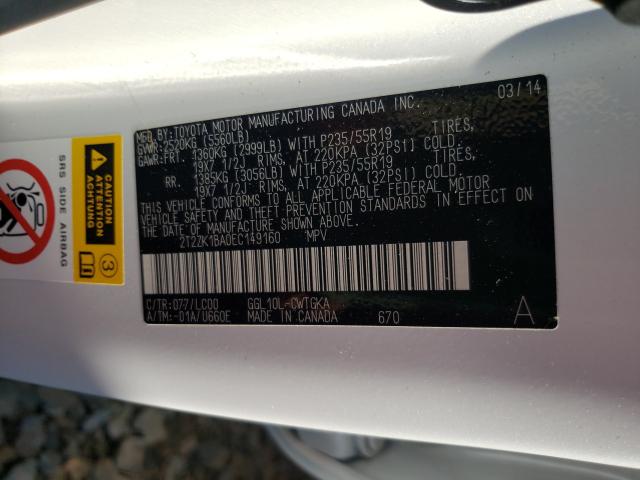 MFD.BY:TOYOTA MOTOR MANUFACTURING CANADA INC. 03/14
GVWR:2520KG (5560LB)
GAWR:FRT. 1360KG (2999LB) WITH P235/55R19 TIRES,
19X7 1/2J RIMS, AT 220KPA (32PSI) COLD.
RR. 1385KG (3056LB) WITH P235/55R19 TIRES,
19X7 1/2J RIMS, AT 220KPA (32PSI) COLD.
THIS VEHICLE CONFORMS TO ALL APPLICABLE FEDERAL MOTOR
VEHICLE SAFETY AND THEFT PREVENTION STANDARDS IN EFFECT ON
THE DATE OF MANUFACTURE SHOWN ABOVE.
2T2ZK1BA0EC149160 MPV
C/TR:077/LC00 GGL10L-CWTGKA
A/TM:-01A/U660E MADE IN CANADA 670 A
SRS SIDE AIRBAG
CAUTION
ATTENTION
CAUTION
3